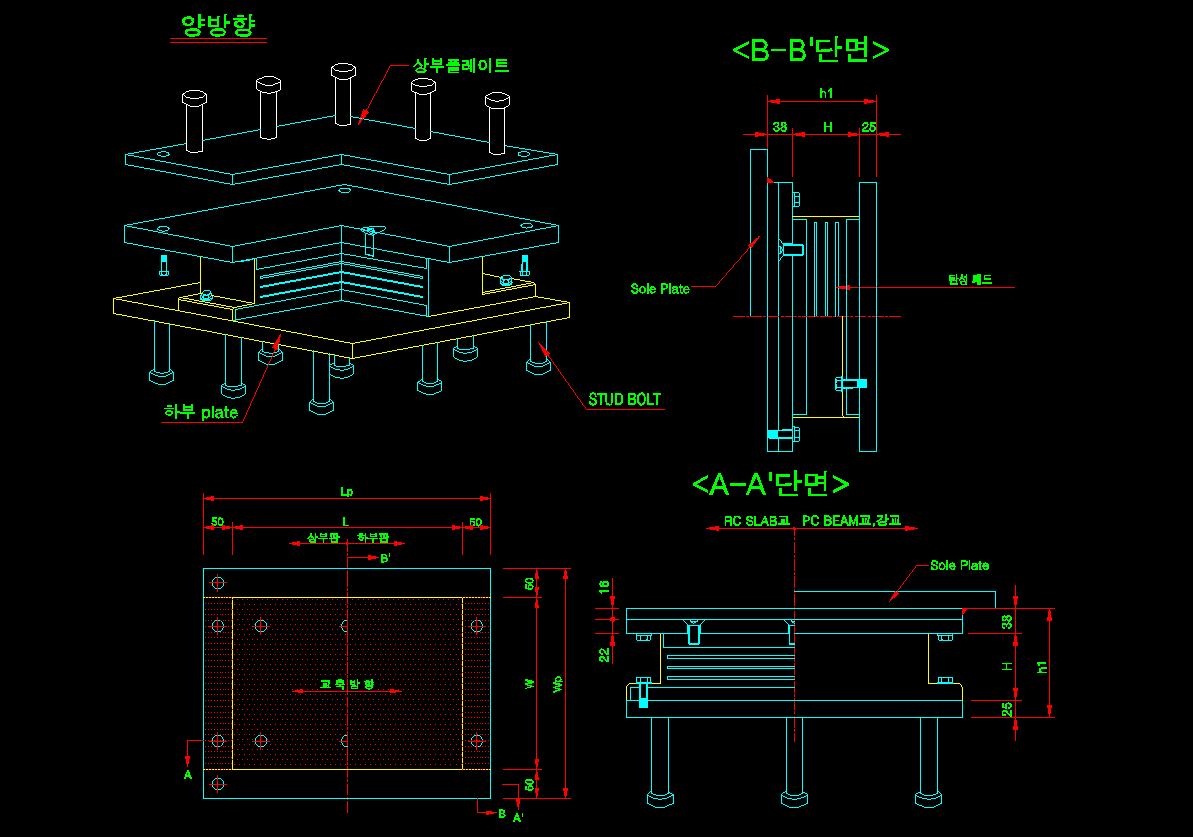 양방향
상부플레이트
하부 plate
STUD BOLT
<B-B'단면>
h1
38
H
25
Sole Plate
탄성 패드
Lp
50
L
50
상부판
하부판
B'
60
W
Wp
60
교축방향
A
B
A'
<A-A'단면>
RC SLAB교
PC BEAM교,강교
Sole Plate
16
22
38
H
25
h1